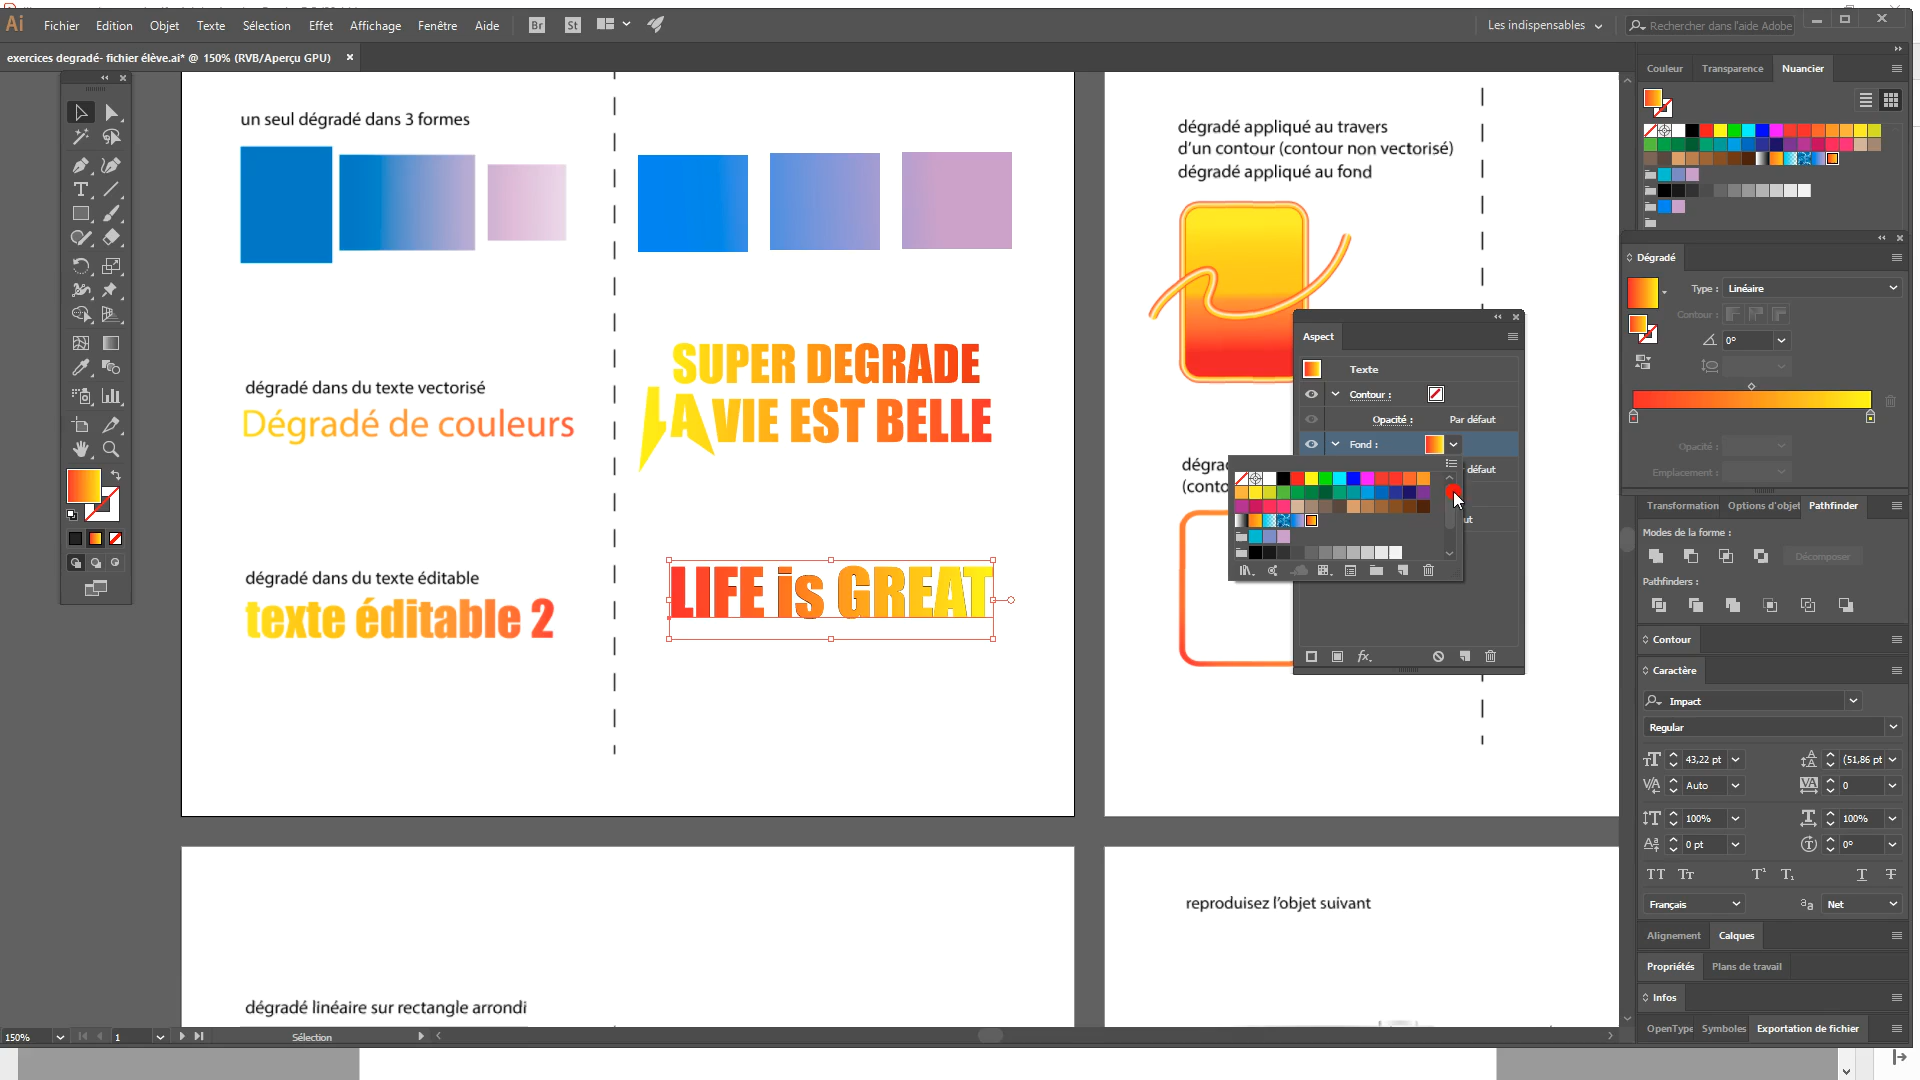 Ai Fichier Edition Objet Texte Sélection Effet Affichage Fenêtre Aide Br St Les indispensables Rechercher dans l'aide Adobe
exercices degradé- fichier élève.ai* @ 150% (RVB/Aperçu GPU)
un seul dégradé dans 3 formes
dégradé dans du texte vectorisé
Dégradé de couleurs
SUPER DEGRADE
LA VIE EST BELLE
dégradé dans du texte éditable
texte éditable 2
LIFE is GREAT
dégradé appliqué au travers
d'un contour (contour non vectorisé)
dégradé appliqué au fond
dégra
(conto
Aspect
Texte
Contour :
Opacité : Par défaut
Fond :
défaut
ut
fx
dégradé linéaire sur rectangle arrondi
reproduisez l'objet suivant
Couleur Transparence Nuancier
Dégradé
Type : Linéaire
Contour :
0°
Opacité :
Emplacement :
Transformation Options d'objet Pathfinder
Modes de la forme :
Décomposer
Pathfinders :
Contour
Caractère
Impact
Regular
43,22 pt (51,86 pt
Auto 0
100% 100%
0 pt 0°
Français Net
Alignement Calques
Propriétés Plans de travail
Infos
OpenType Symboles Exportation de fichier
150% 1 Sélection